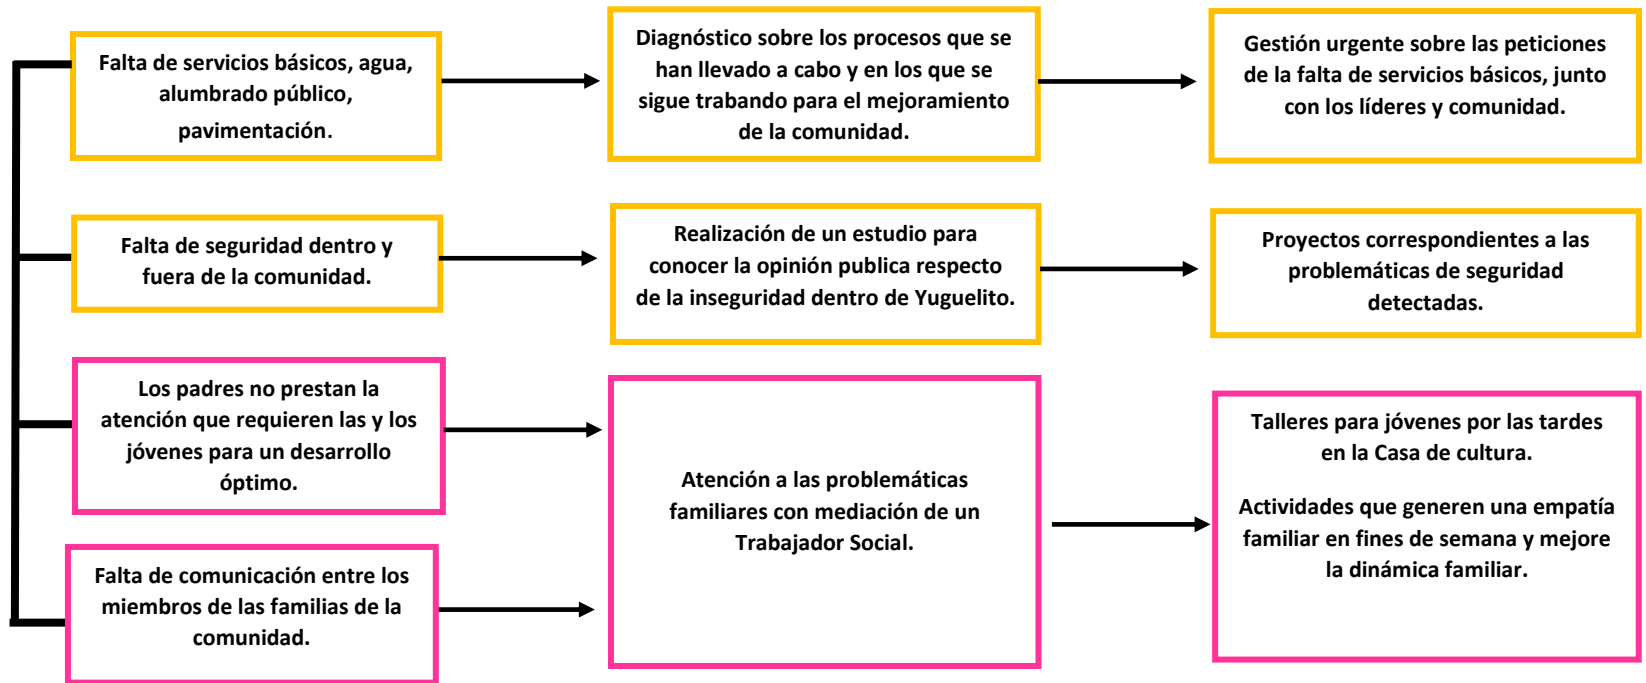 Falta de servicios básicos, agua,
alumbrado público,
pavimentación.
Diagnóstico sobre los procesos que se
han llevado a cabo y en los que se
sigue trabando para el mejoramiento
de la comunidad.
Gestión urgente sobre las peticiones
de la falta de servicios básicos, junto
con los líderes y comunidad.
Falta de seguridad dentro y
fuera de la comunidad.
Realización de un estudio para
conocer la opinión publica respecto
de la inseguridad dentro de Yuguelito.
Proyectos correspondientes a las
problemáticas de seguridad
detectadas.
Los padres no prestan la
atención que requieren las y los
jóvenes para un desarrollo
óptimo.
Falta de comunicación entre los
miembros de las familias de la
comunidad.
Atención a las problemáticas
familiares con mediación de un
Trabajador Social.
Talleres para jóvenes por las tardes
en la Casa de cultura.
Actividades que generen una empatía
familiar en fines de semana y mejore
la dinámica familiar.